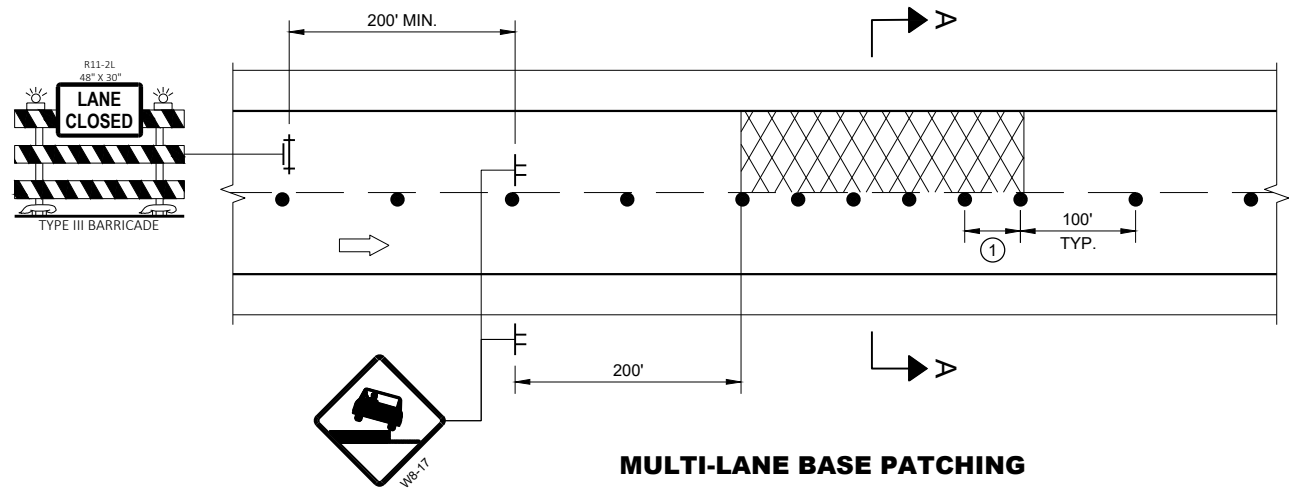 200' MIN.
A
R11-2L
48" X 30"
LANE
CLOSED
TYPE III BARRICADE
100'
TYP.
1
A
200'
W8-17
MULTI-LANE BASE PATCHING